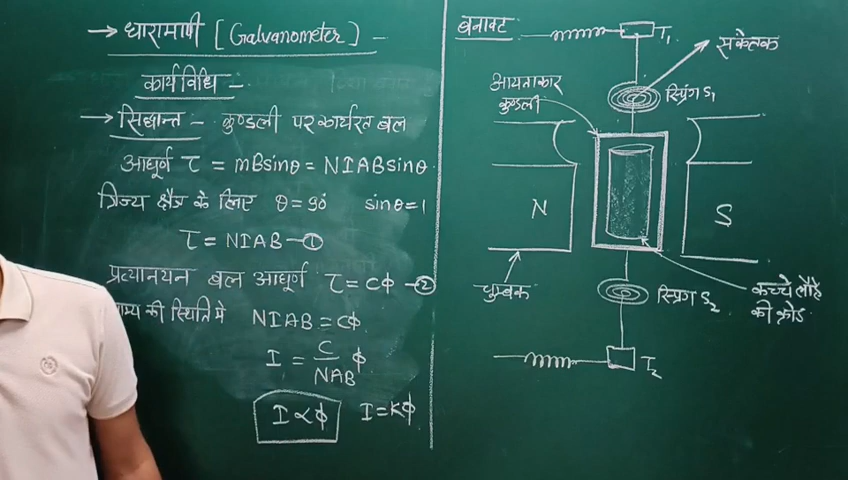 → धारामापी [Galvanometer] -
कार्यविधि -
→ सिद्धान्त - कुण्डली पर कार्यरत बल
आघूर्ण τ = mBsinθ = NIABsinθ
त्रिज्य क्षेत्र के लिए θ = 90° sinθ = 1
τ = NIAB — ①
प्रत्यानयन बल आघूर्ण τ = Cϕ — ②
की स्थिति मे NIAB = Cϕ
I = C/NAB ϕ
I ∝ ϕ I = Kϕ
बनावट
T₁
संकेतक
स्प्रिंग S₁
आयताकार
कुण्डली
N
S
चुम्बक
स्प्रिंग S₂
कच्चे लौहे
की क्रोड
T₂